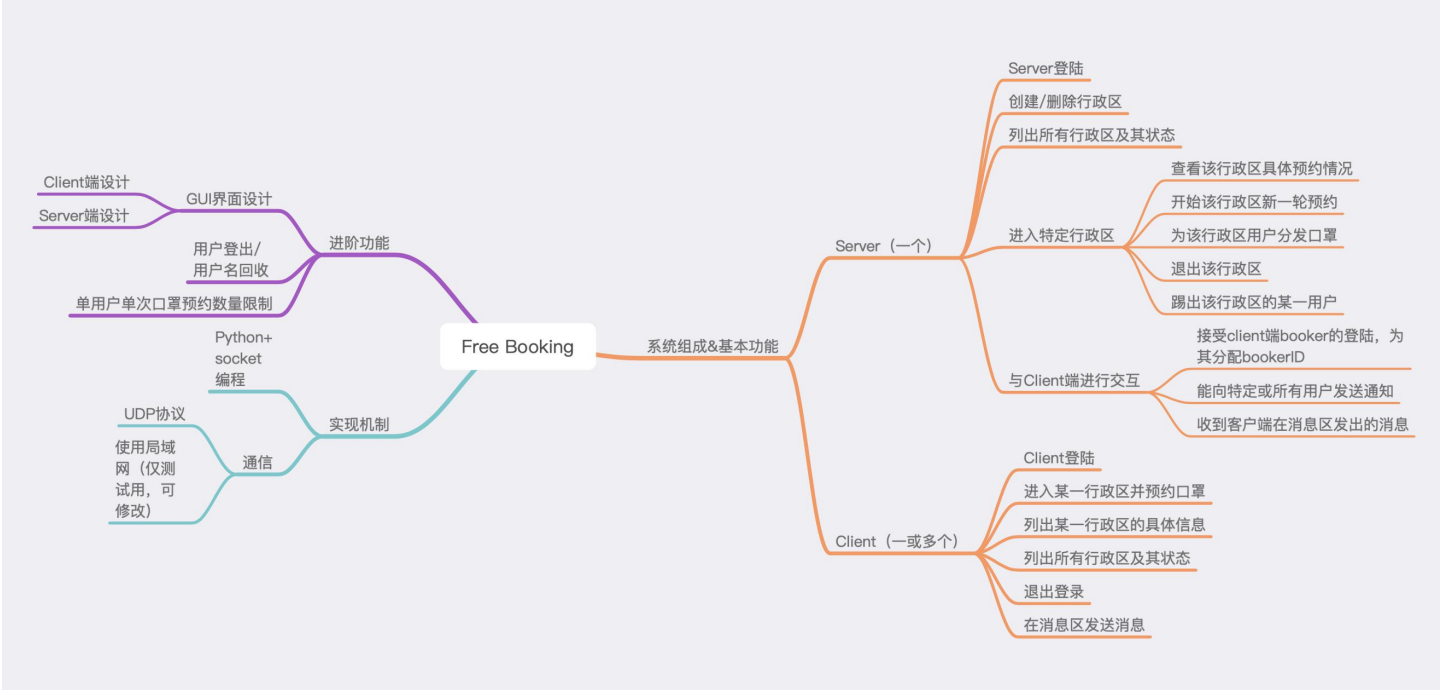 Free Booking
进阶功能
GUI界面设计
Client端设计
Server端设计
用户登出/
用户名回收
单用户单次口罩预约数量限制
实现机制
Python+
socket
编程
通信
UDP协议
使用局域
网（仅测
试用，可
修改）
系统组成&基本功能
Server（一个）
Server登陆
创建/删除行政区
列出所有行政区及其状态
进入特定行政区
查看该行政区具体预约情况
开始该行政区新一轮预约
为该行政区用户分发口罩
退出该行政区
踢出该行政区的某一用户
与Client端进行交互
接受client端booker的登陆，为
其分配bookerID
能向特定或所有用户发送通知
收到客户端在消息区发出的消息
Client（一或多个）
Client登陆
进入某一行政区并预约口罩
列出某一行政区的具体信息
列出所有行政区及其状态
退出登录
在消息区发送消息